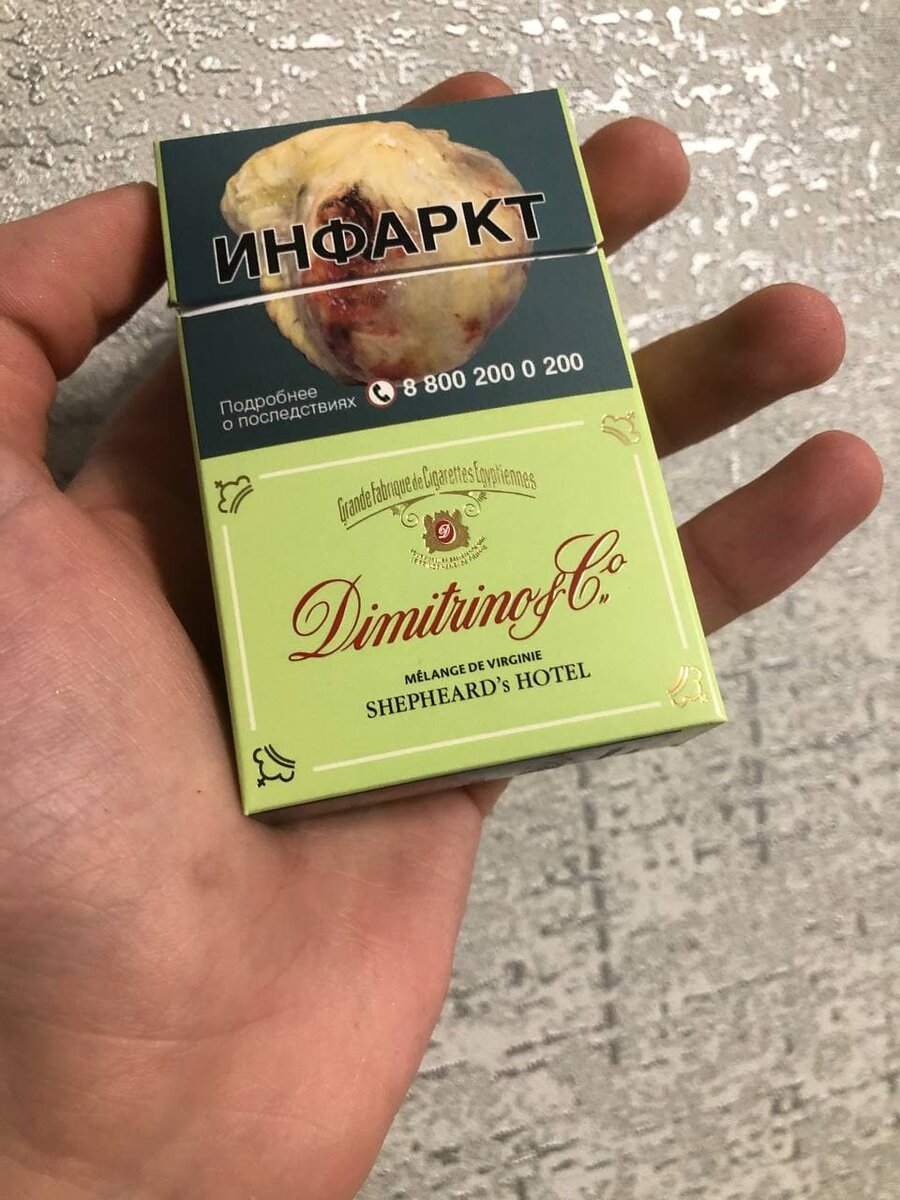 ИНФАРКТ
Подробнее
о последствиях
8 800 200 0 200
Grande Fabrique de Cigarettes Egyptiennes
D
Dimitrino & Co
MÉLANGE DE VIRGINIE
SHEPHEARD's HOTEL